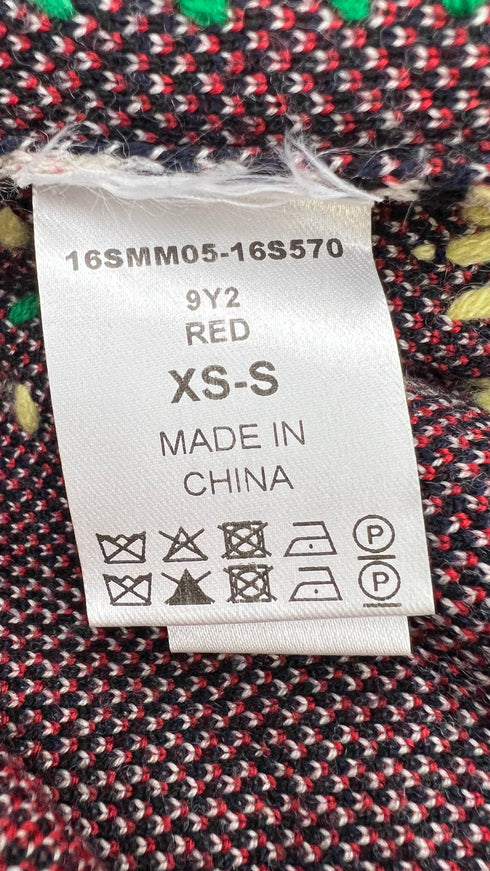 16SMM05-16S570
9Y2
RED
XS-S
MADE IN
CHINA
P
P